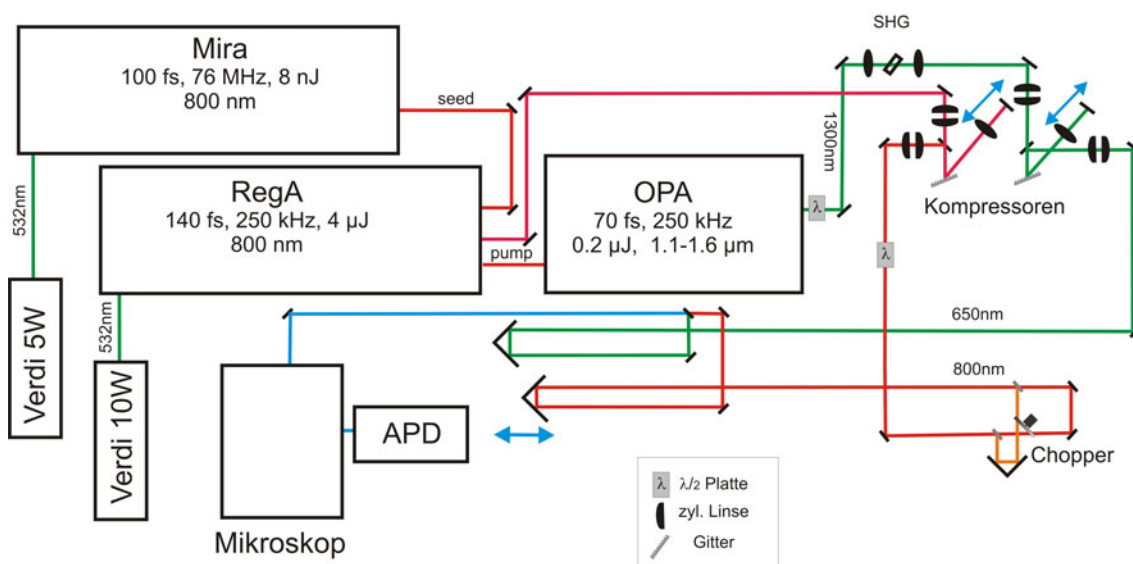 SHG
Mira
100 fs, 76 MHz, 8 nJ
800 nm
seed
1300nm
532nm
RegA
140 fs, 250 kHz, 4 µJ
800 nm
pump
OPA
70 fs, 250 kHz
0.2 µJ, 1.1-1.6 µm
λ
Kompressoren
λ
532nm
650nm
Verdi 5W
Verdi 10W
800nm
APD
Chopper
Mikroskop
λ λ/2 Platte
zyl. Linse
Gitter